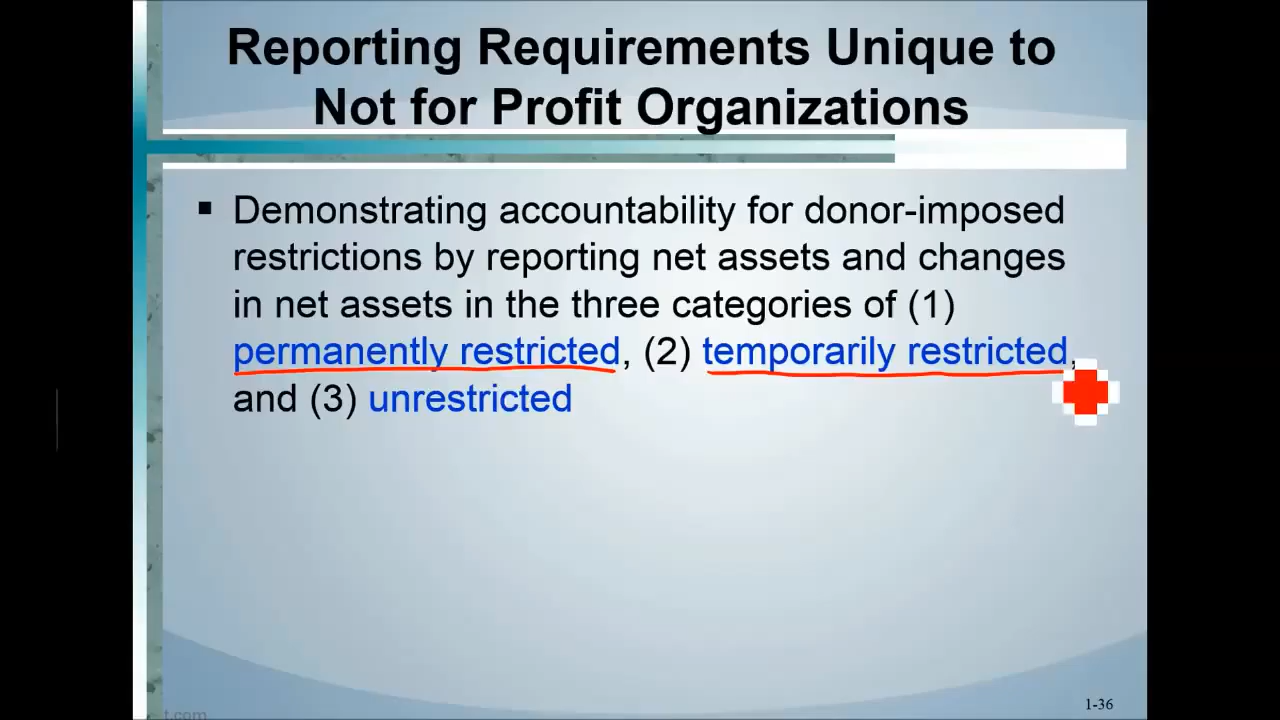 Reporting Requirements Unique to
Not for Profit Organizations
▪ Demonstrating accountability for donor-imposed
restrictions by reporting net assets and changes
in net assets in the three categories of (1)
permanently restricted, (2) temporarily restricted,
and (3) unrestricted
1-36
t.com